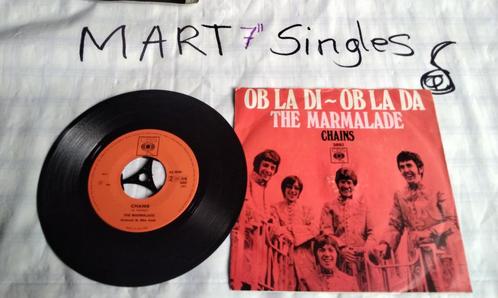 MART 7" Singles
OB LA DI ~ OB LA DA
THE MARMALADE
CHAINS
CBS
CHAINS
THE MARMALADE